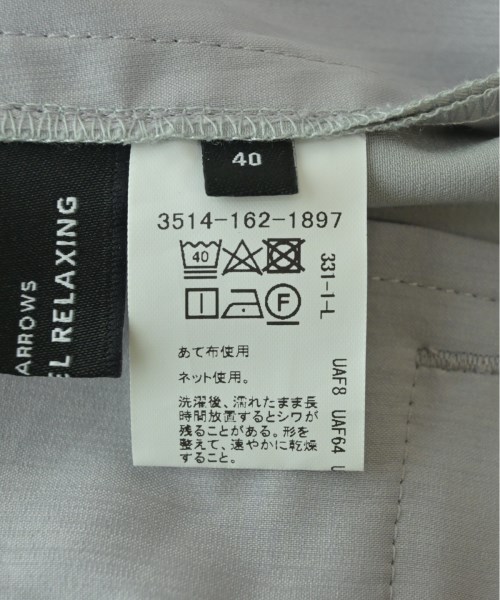 40
3514-162-1897
40
F
331-1-L
あて布使用
ネット使用。
洗濯後、濡れたまま長
時間放置するとシワが
残ることがある。形を
整えて、速やかに乾燥
すること。
UAF8 UAF64
ARROWS
EL RELAXING